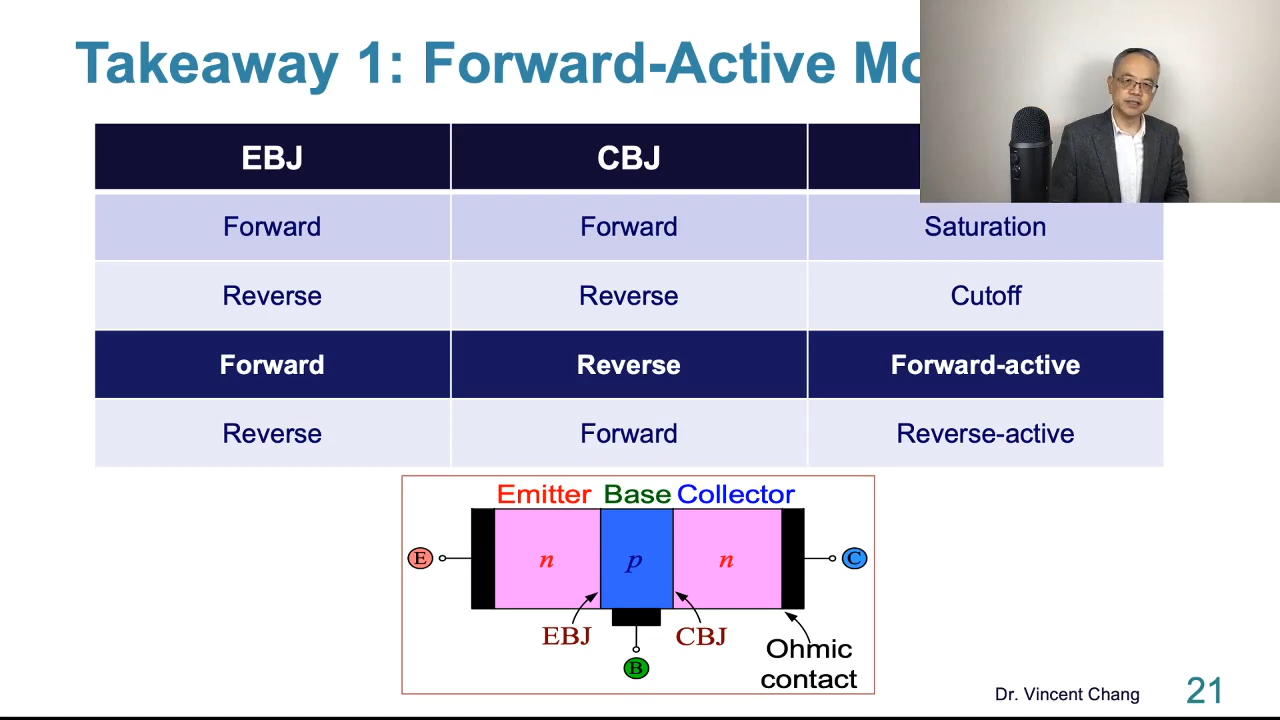 Takeaway 1: Forward-Active
EBJ CBJ
Forward Forward Saturation
Reverse Reverse Cutoff
Forward Reverse Forward-active
Reverse Forward Reverse-active
Emitter Base Collector
E n p n C
EBJ CBJ
B
Ohmic
contact
Dr. Vincent Chang 21